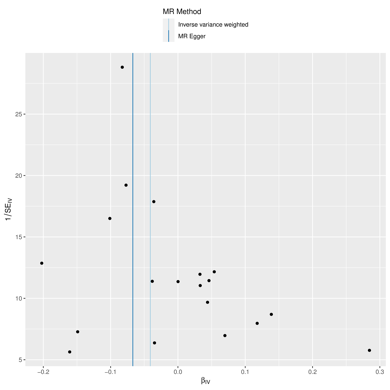 MR Method
Inverse variance weighted
MR Egger
25
20
15
10
5
1/SE_IV
−0.2 −0.1 0.0 0.1 0.2 0.3
β_IV